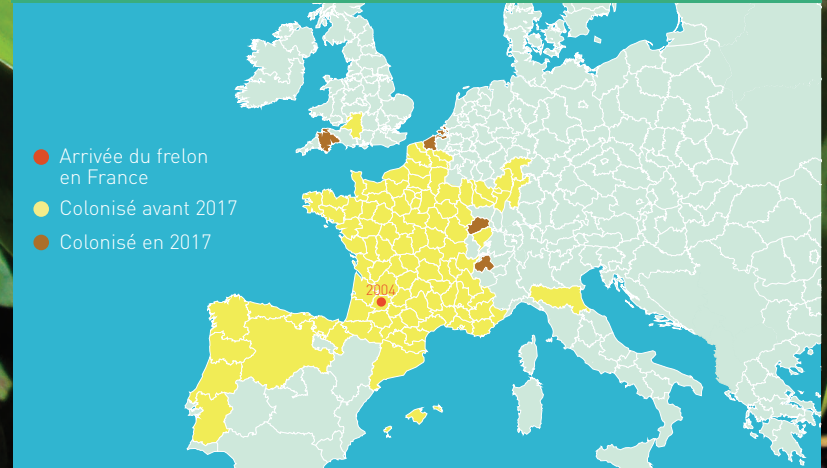 Arrivée du frelon
en France
Colonisé avant 2017
Colonisé en 2017
2004